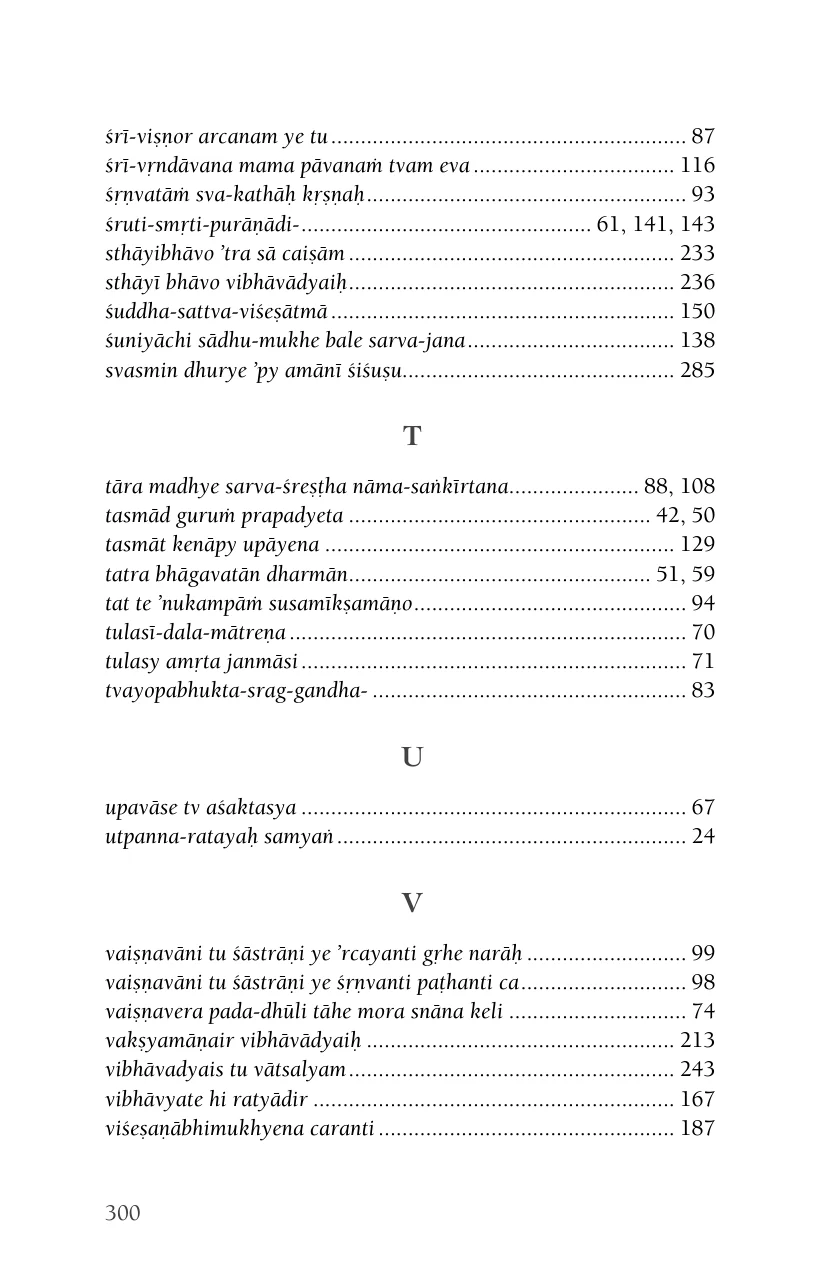 śrī-viṣṇor arcanam ye tu ............................................................ 87
śrī-vṛndāvana mama pāvanaṁ tvam eva .................................. 116
śṛṇvatāṁ sva-kathāḥ kṛṣṇaḥ ...................................................... 93
śruti-smṛti-purāṇādi- ................................................. 61, 141, 143
sthāyibhāvo ’tra sā caiṣām ....................................................... 233
sthāyī bhāvo vibhāvādyaiḥ ....................................................... 236
śuddha-sattva-viśeṣātmā .......................................................... 150
śuniyāchi sādhu-mukhe bale sarva-jana ................................... 138
svasmin dhurye ’py amānī śiśuṣu .............................................. 285
T
tāra madhye sarva-śreṣṭha nāma-saṅkīrtana ...................... 88, 108
tasmād guruṁ prapadyeta ................................................... 42, 50
tasmāt kenāpy upāyena ........................................................... 129
tatra bhāgavatān dharmān ................................................... 51, 59
tat te ’nukampāṁ susamīkṣamāṇo .............................................. 94
tulasī-dala-mātreṇa ................................................................... 70
tulasy amṛta janmāsi ................................................................. 71
tvayopabhukta-srag-gandha- ..................................................... 83
U
upavāse tv aśaktasya ................................................................. 67
utpanna-ratayaḥ samyaṅ ........................................................... 24
V
vaiṣṇavāni tu śāstrāṇi ye ’rcayanti gṛhe narāḥ ........................... 99
vaiṣṇavāni tu śāstrāṇi ye śṛṇvanti paṭhanti ca ............................ 98
vaiṣṇavera pada-dhūli tāhe mora snāna keli .............................. 74
vakṣyamāṇair vibhāvādyaiḥ .................................................... 213
vibhāvadyais tu vātsalyam ....................................................... 243
vibhāvyate hi ratyādir ............................................................. 167
viśeṣaṇābhimukhyena caranti .................................................. 187
300